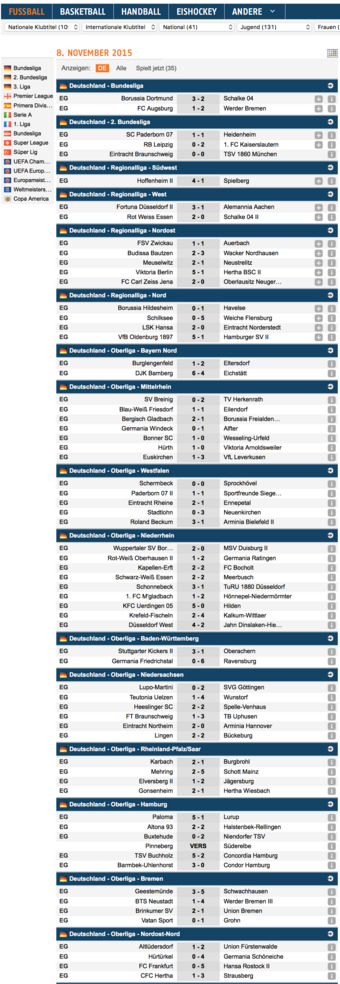 FUSSBALL BASKETBALL HANDBALL EISHOCKEY ANDERE
Nationale Klubtitel (10 Internationale Klubtitel National (41) Jugend (131) Frauen (
8. NOVEMBER 2015
Anzeigen: DE Alle Spielt jetzt (35)
Bundesliga
2. Bundesliga
3. Liga
Premier League
Primera Divis...
Serie A
1. Liga
Bundesliga
Super League
Süper Lig
UEFA Cham...
UEFA Europ...
Europameist...
Weltmeisters...
Copa America
Deutschland - Bundesliga
EG Borussia Dortmund 3 - 2 Schalke 04
EG FC Augsburg 1 - 2 Werder Bremen
Deutschland - 2. Bundesliga
EG SC Paderborn 07 1 - 1 Heidenheim
EG RB Leipzig 0 - 2 1. FC Kaiserslautern
EG Eintracht Braunschweig 0 - 0 TSV 1860 München
Deutschland - Regionalliga - Südwest
EG Hoffenheim II 4 - 1 Spielberg
Deutschland - Regionalliga - West
EG Fortuna Düsseldorf II 3 - 1 Alemannia Aachen
EG Rot Weiss Essen 2 - 0 Schalke 04 II
Deutschland - Regionalliga - Nordost
EG FSV Zwickau 1 - 1 Auerbach
EG Budissa Bautzen 2 - 3 Wacker Nordhausen
EG Meuselwitz 2 - 1 Neustrelitz
EG Viktoria Berlin 5 - 1 Hertha BSC II
EG FC Carl Zeiss Jena 2 - 0 Oberlausitz Neuger...
Deutschland - Regionalliga - Nord
EG Borussia Hildesheim 0 - 1 Havelse
EG Schilksee 0 - 5 Weiche Flensburg
EG LSK Hansa 2 - 0 Eintracht Norderstedt
EG VfB Oldenburg 1897 5 - 1 Hamburger SV II
Deutschland - Oberliga - Bayern Nord
EG Burglengenfeld 1 - 2 Eltersdorf
EG DJK Bamberg 6 - 4 Eichstätt
Deutschland - Oberliga - Mittelrhein
EG SV Breinig 0 - 2 TV Herkenrath
EG Blau-Weiß Friesdorf 1 - 1 Eilendorf
EG Bergisch Gladbach 2 - 1 Borussia Freialden...
EG Germania Windeck 0 - 1 Alfter
EG Bonner SC 1 - 0 Wesseling-Urfeld
EG Hürth 1 - 0 Viktoria Arnoldsweiler
EG Euskirchen 1 - 3 VfL Leverkusen
Deutschland - Oberliga - Westfalen
EG Schermbeck 0 - 0 Sprockhövel
EG Paderborn 07 II 1 - 1 Sportfreunde Siege...
EG Eintracht Rheine 2 - 1 Ennepetal
EG Stadtlohn 0 - 3 Neuenkirchen
EG Roland Beckum 3 - 1 Arminia Bielefeld II
Deutschland - Oberliga - Niederrhein
EG Wuppertaler SV Bor... 2 - 0 MSV Duisburg II
EG Rot-Weiß Oberhausen II 1 - 2 Germania Ratingen
EG Kapellen-Erft 2 - 2 FC Bocholt
EG Schwarz-Weiß Essen 2 - 2 Meerbusch
EG Schonnebeck 3 - 1 TuRU 1880 Düsseldorf
EG 1. FC M'gladbach 1 - 2 Hönnepel-Niedermörmter
EG KFC Uerdingen 05 5 - 0 Hilden
EG Krefeld-Fischeln 2 - 4 Kalkum-Wittlaer
EG Düsseldorf West 4 - 2 Jahn Dinslaken-Hie...
Deutschland - Oberliga - Baden-Württemberg
EG Stuttgarter Kickers II 3 - 1 Oberachern
EG Germania Friedrichstal 0 - 6 Ravensburg
Deutschland - Oberliga - Niedersachsen
EG Lupo-Martini 0 - 2 SVG Göttingen
EG Teutonia Uelzen 1 - 4 Wunstorf
EG Heeslinger SC 2 - 2 Spelle-Venhaus
EG FT Braunschweig 1 - 3 TB Uphusen
EG Eintracht Northeim 2 - 0 Arminia Hannover
EG Lingen 2 - 2 Bückeburg
Deutschland - Oberliga - Rheinland-Pfalz/Saar
EG Karbach 2 - 1 Burgbrohl
EG Mehring 2 - 5 Schott Mainz
EG Elversberg II 1 - 2 Jägersburg
EG Gonsenheim 2 - 1 Hertha Wiesbach
Deutschland - Oberliga - Hamburg
EG Paloma 5 - 1 Lurup
EG Altona 93 2 - 2 Halstenbek-Rellingen
EG Buxtehude 0 - 2 Niendorfer TSV
Pinneberg VERS Süderelbe
EG TSV Buchholz 5 - 2 Concordia Hamburg
EG Barmbek-Uhlenhorst 3 - 0 Condor Hamburg
Deutschland - Oberliga - Bremen
EG Geestemünde 3 - 5 Schwachhausen
EG BTS Neustadt 1 - 4 Werder Bremen III
EG Brinkumer SV 2 - 1 Union Bremen
EG Vatan Sport 0 - 1 Grohn
Deutschland - Oberliga - Nordost-Nord
EG Altlüdersdorf 1 - 2 Union Fürstenwalde
EG Hürtürkel 0 - 4 Germania Schöneiche
EG FC Frankfurt 0 - 5 Hansa Rostock II
EG CFC Hertha 1 - 3 Strausberg